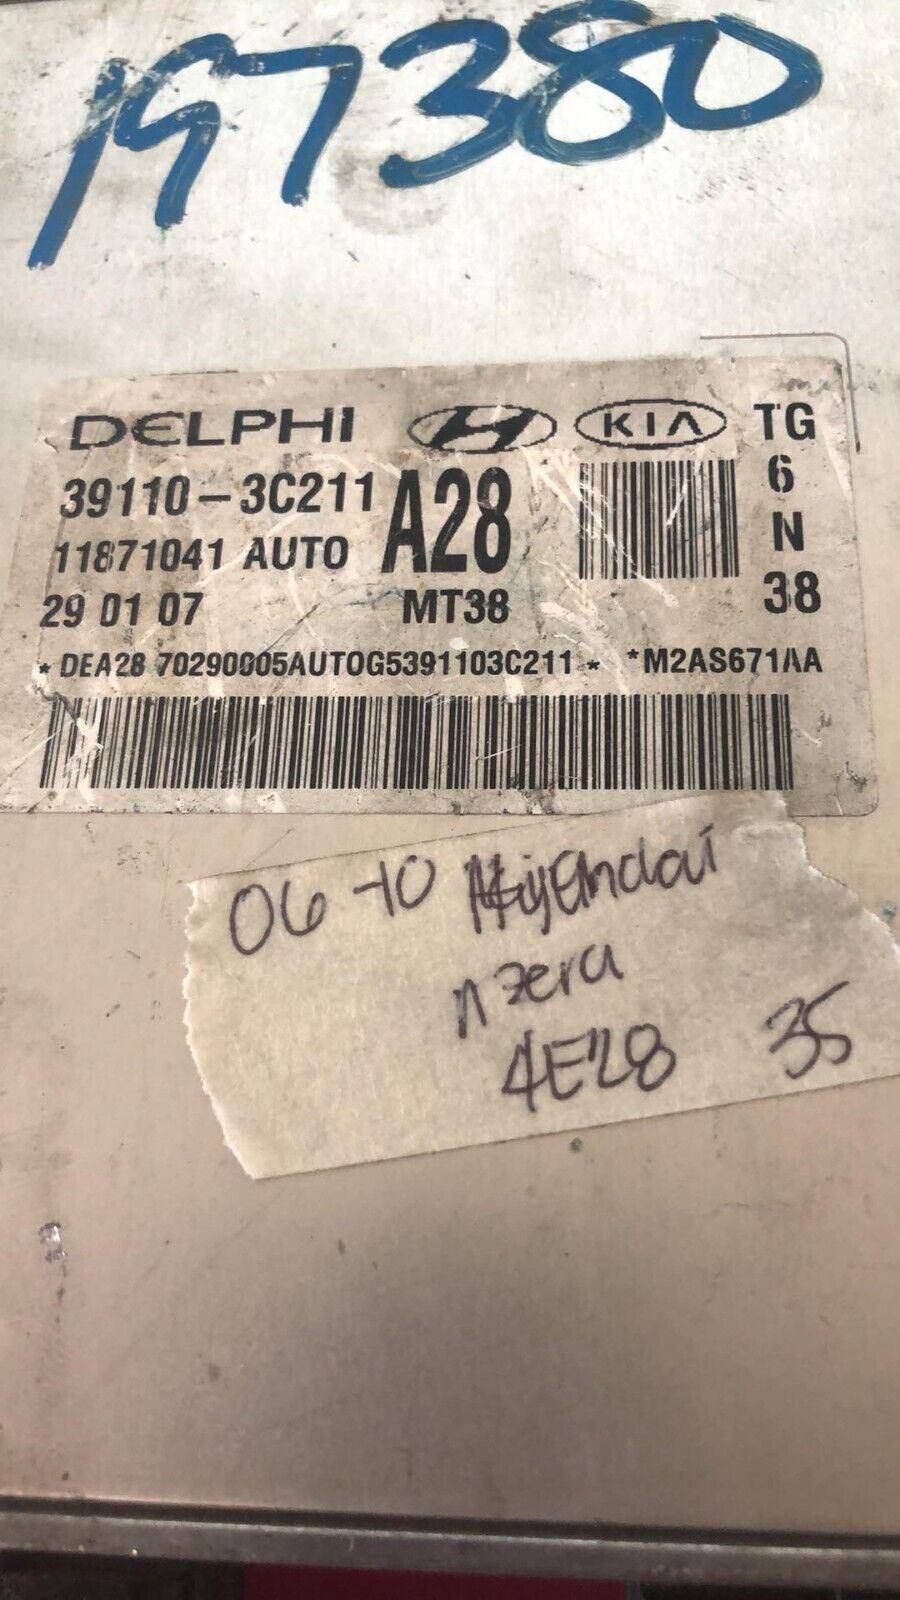 197380
DELPHI H KIA TG
39110-3C211 A28 6
11871041 AUTO N
29 01 07 MT38 38
* DEA28 70290005AUTOG5391103C211 * *M2AS671AA
06-10 Hyundai
Azera
4E28 35